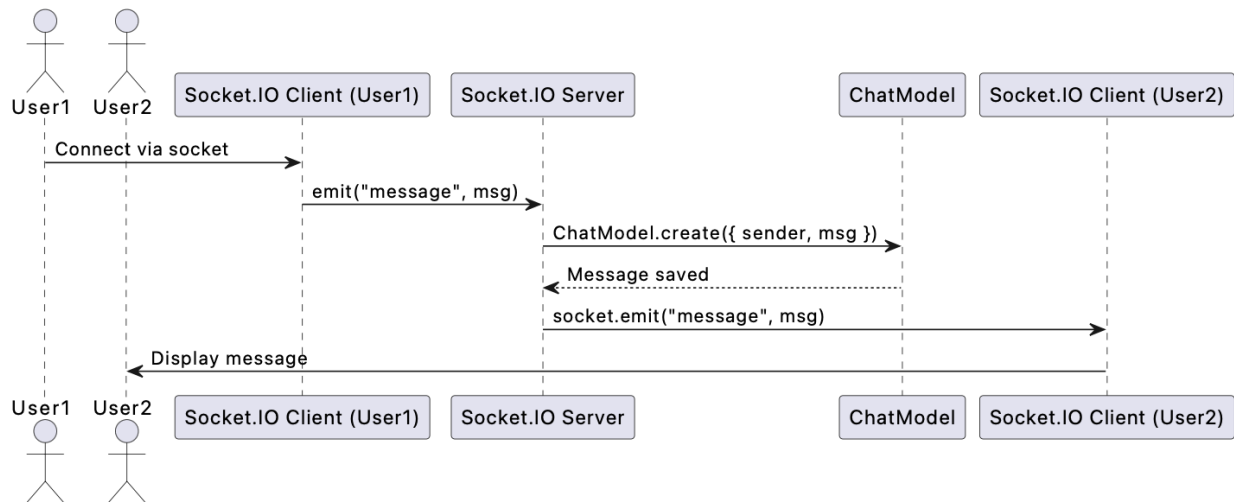 User1
User2
Socket.IO Client (User1)
Socket.IO Server
ChatModel
Socket.IO Client (User2)
Connect via socket
emit("message", msg)
ChatModel.create({ sender, msg })
Message saved
socket.emit("message", msg)
Display message
User1
User2
Socket.IO Client (User1)
Socket.IO Server
ChatModel
Socket.IO Client (User2)